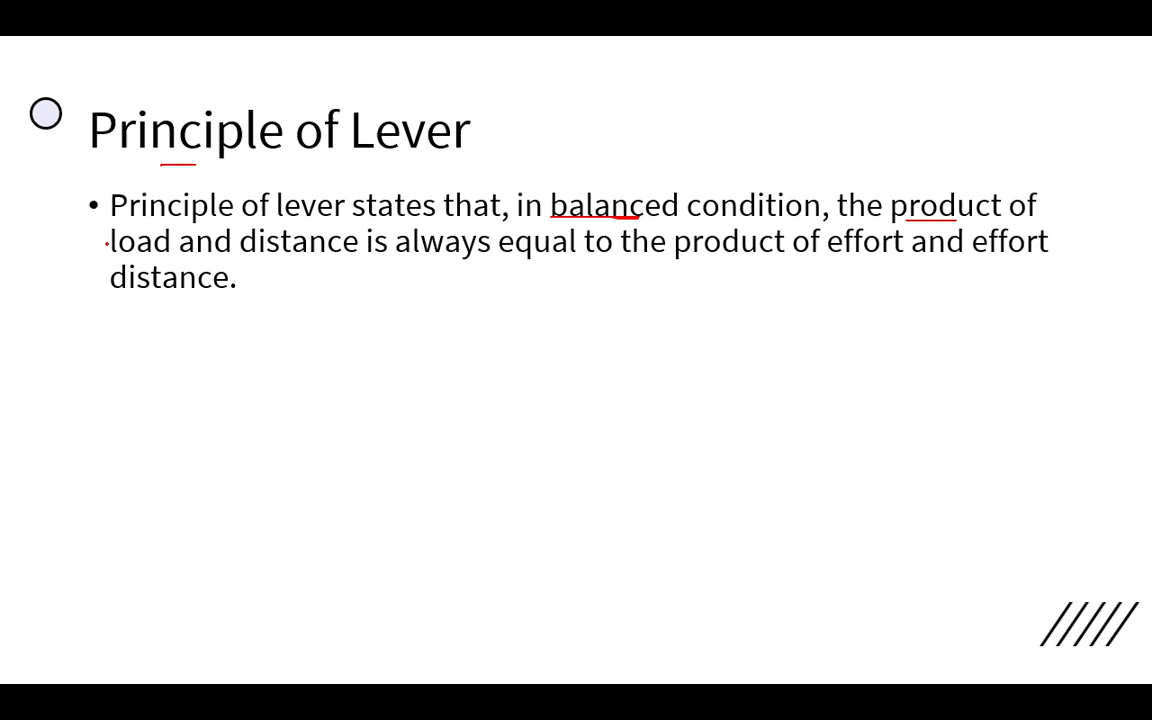 Principle of Lever
• Principle of lever states that, in balanced condition, the product of
load and distance is always equal to the product of effort and effort
distance.